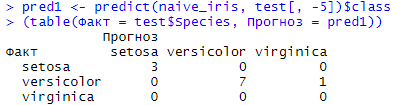 > pred1 <- predict(naive_iris, test[, -5])$class
> (table(Факт = test$Species, Прогноз = pred1))
Прогноз
Факт setosa versicolor virginica
setosa 3 0 0
versicolor 0 7 1
virginica 0 0 0